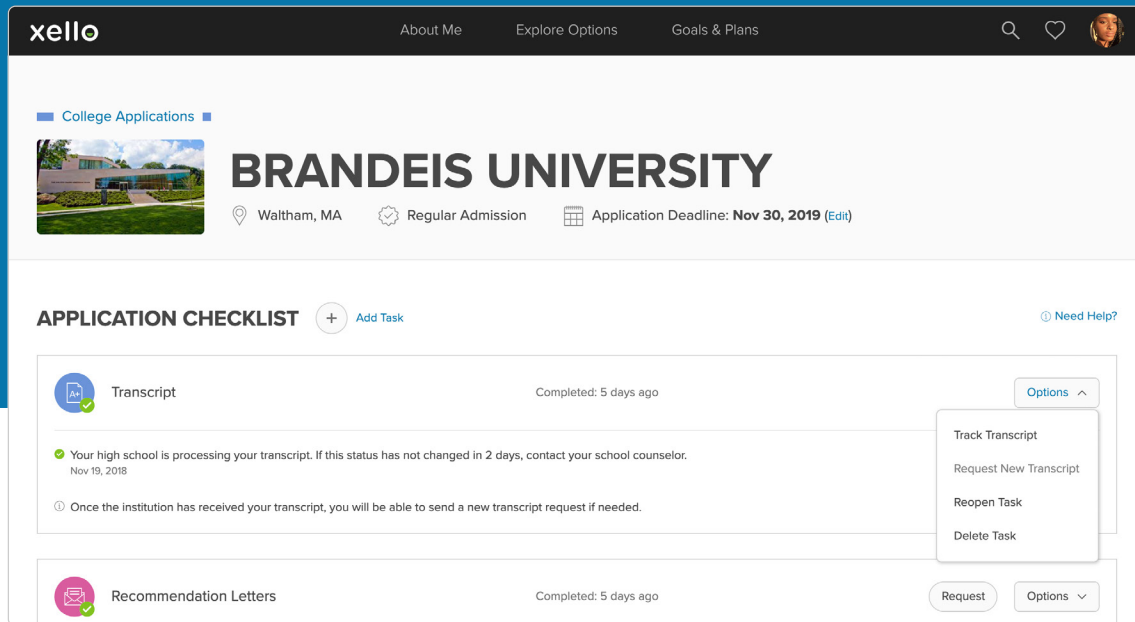 xello
About Me
Explore Options
Goals & Plans
College Applications
BRANDEIS UNIVERSITY
Waltham, MA
Regular Admission
Application Deadline: Nov 30, 2019 (Edit)
APPLICATION CHECKLIST
+ Add Task
Need Help?
A+
Transcript
Completed: 5 days ago
Options
Track Transcript
Request New Transcript
Reopen Task
Delete Task
Your high school is processing your transcript. If this status has not changed in 2 days, contact your school counselor.
Nov 19, 2018
Once the institution has received your transcript, you will be able to send a new transcript request if needed.
Recommendation Letters
Completed: 5 days ago
Request
Options